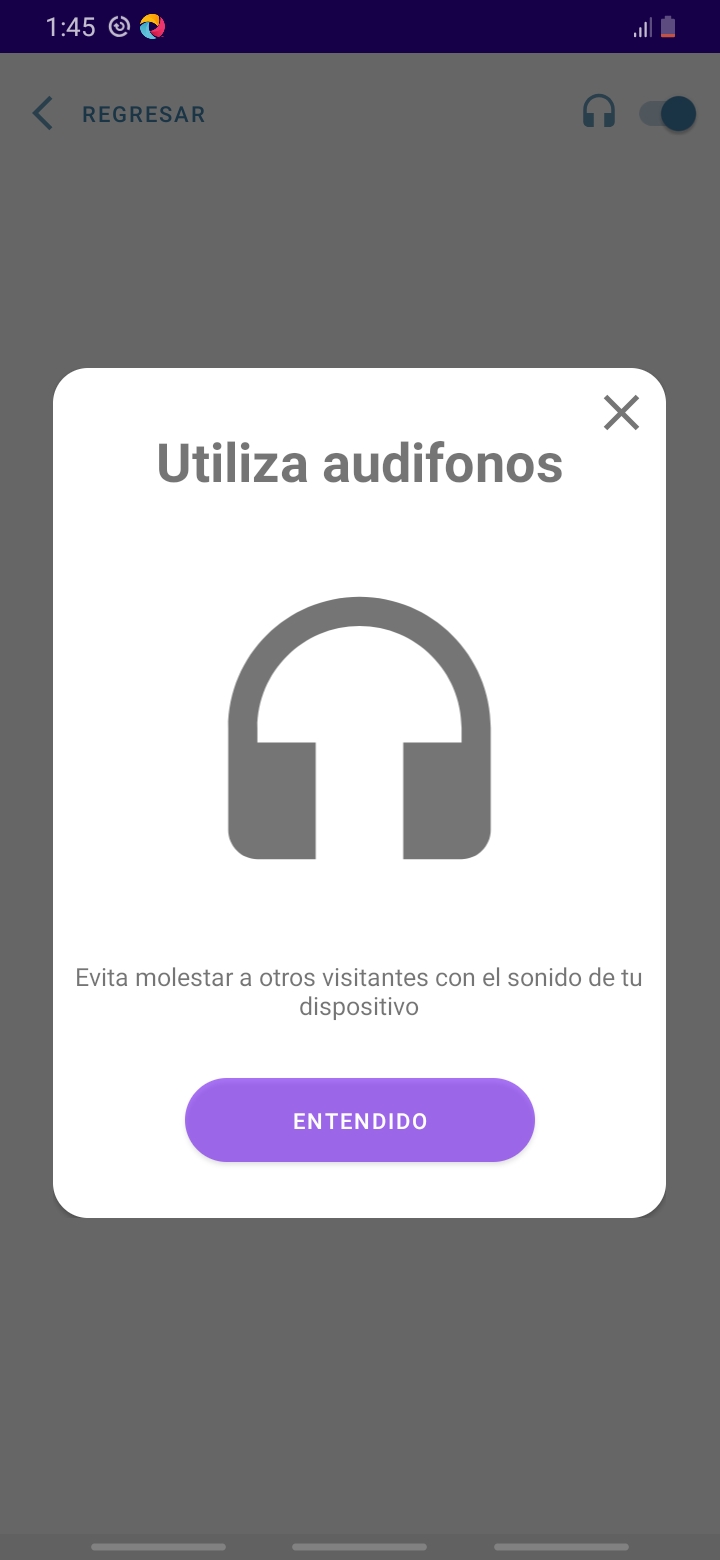 1:45
REGRESAR
Utiliza audifonos
Evita molestar a otros visitantes con el sonido de tu
dispositivo
ENTENDIDO